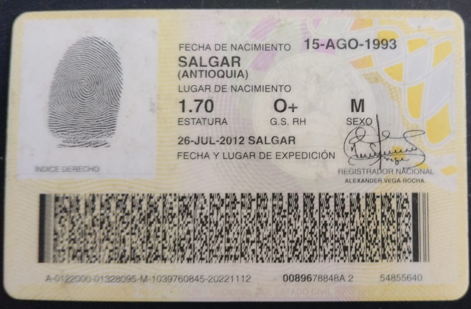 FECHA DE NACIMIENTO 15-AGO-1993
SALGAR
(ANTIOQUIA)
LUGAR DE NACIMIENTO
1.70 O+ M
ESTATURA G.S. RH SEXO
26-JUL-2012 SALGAR
FECHA Y LUGAR DE EXPEDICIÓN
INDICE DERECHO
REGISTRADOR NACIONAL
ALEXANDER VEGA ROCHA
A-0122000-01328095-M-1039760845-20221112 0089678848A 2 54855640